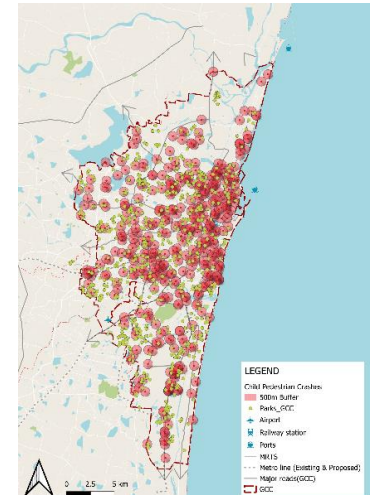 LEGEND
Child Pedestrian Crashes
500m Buffer
Parks_GCC
Airport
Railway station
Ports
MRTS
Metro line (Existing & Proposed)
Major roads(GCC)
GCC
0 2.5 5 km